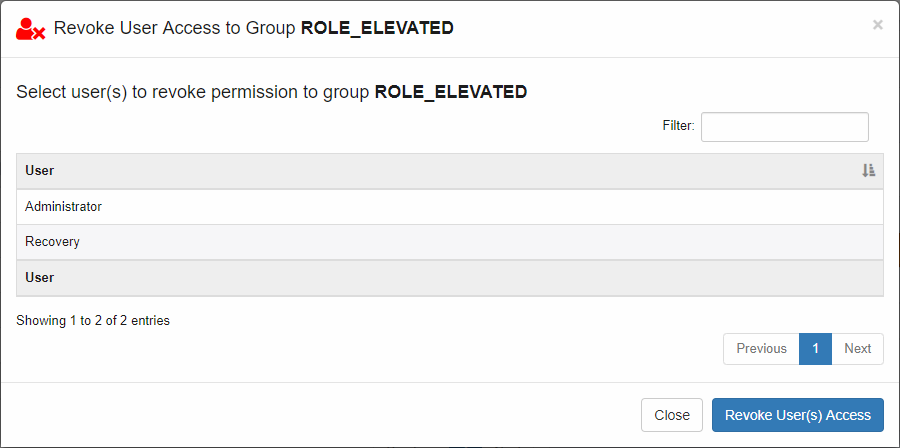 Revoke User Access to Group ROLE_ELEVATED ×
Select user(s) to revoke permission to group ROLE_ELEVATED
Filter:
User
Administrator
Recovery
User
Showing 1 to 2 of 2 entries
Previous 1 Next
Close Revoke User(s) Access